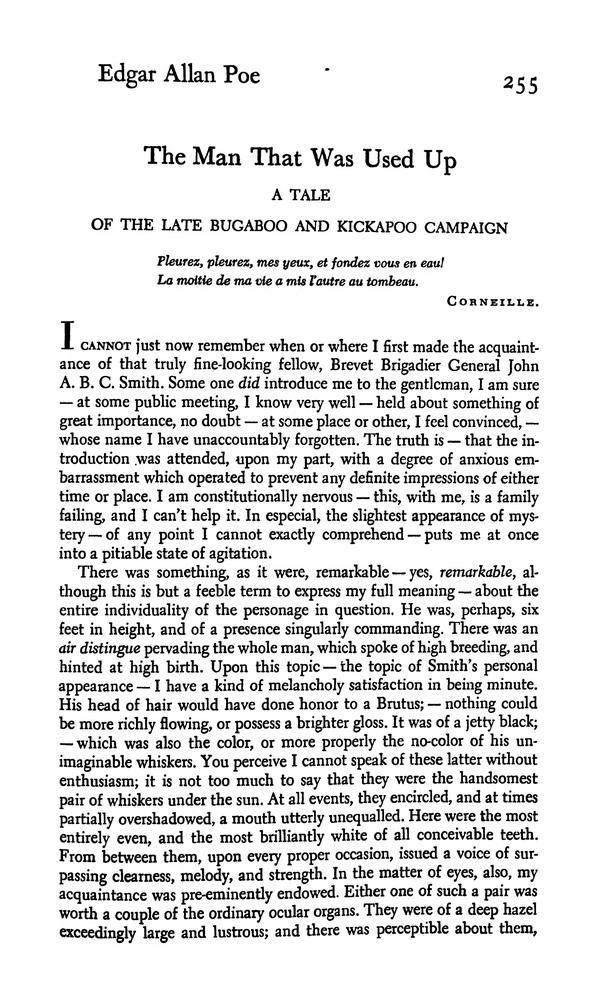 Edgar Allan Poe
255
The Man That Was Used Up
A TALE
OF THE LATE BUGABOO AND KICKAPOO CAMPAIGN
Pleurez, pleurez, mes yeux, et fondez vous en eau!
La moitie de ma vie a mis l'autre au tombeau.
CORNEILLE.
I CANNOT just now remember when or where I first made the acquaint-
ance of that truly fine-looking fellow, Brevet Brigadier General John
A. B. C. Smith. Some one did introduce me to the gentleman, I am sure
— at some public meeting, I know very well — held about something of
great importance, no doubt — at some place or other, I feel convinced, —
whose name I have unaccountably forgotten. The truth is — that the in-
troduction was attended, upon my part, with a degree of anxious em-
barrassment which operated to prevent any definite impressions of either
time or place. I am constitutionally nervous — this, with me, is a family
failing, and I can't help it. In especial, the slightest appearance of mys-
tery — of any point I cannot exactly comprehend — puts me at once
into a pitiable state of agitation.
There was something, as it were, remarkable — yes, remarkable, al-
though this is but a feeble term to express my full meaning — about the
entire individuality of the personage in question. He was, perhaps, six
feet in height, and of a presence singularly commanding. There was an
air distingue pervading the whole man, which spoke of high breeding, and
hinted at high birth. Upon this topic — the topic of Smith's personal
appearance — I have a kind of melancholy satisfaction in being minute.
His head of hair would have done honor to a Brutus; — nothing could
be more richly flowing, or possess a brighter gloss. It was of a jetty black;
— which was also the color, or more properly the no-color of his un-
imaginable whiskers. You perceive I cannot speak of these latter without
enthusiasm; it is not too much to say that they were the handsomest
pair of whiskers under the sun. At all events, they encircled, and at times
partially overshadowed, a mouth utterly unequalled. Here were the most
entirely even, and the most brilliantly white of all conceivable teeth.
From between them, upon every proper occasion, issued a voice of sur-
passing clearness, melody, and strength. In the matter of eyes, also, my
acquaintance was pre-eminently endowed. Either one of such a pair was
worth a couple of the ordinary ocular organs. They were of a deep hazel
exceedingly large and lustrous; and there was perceptible about them,